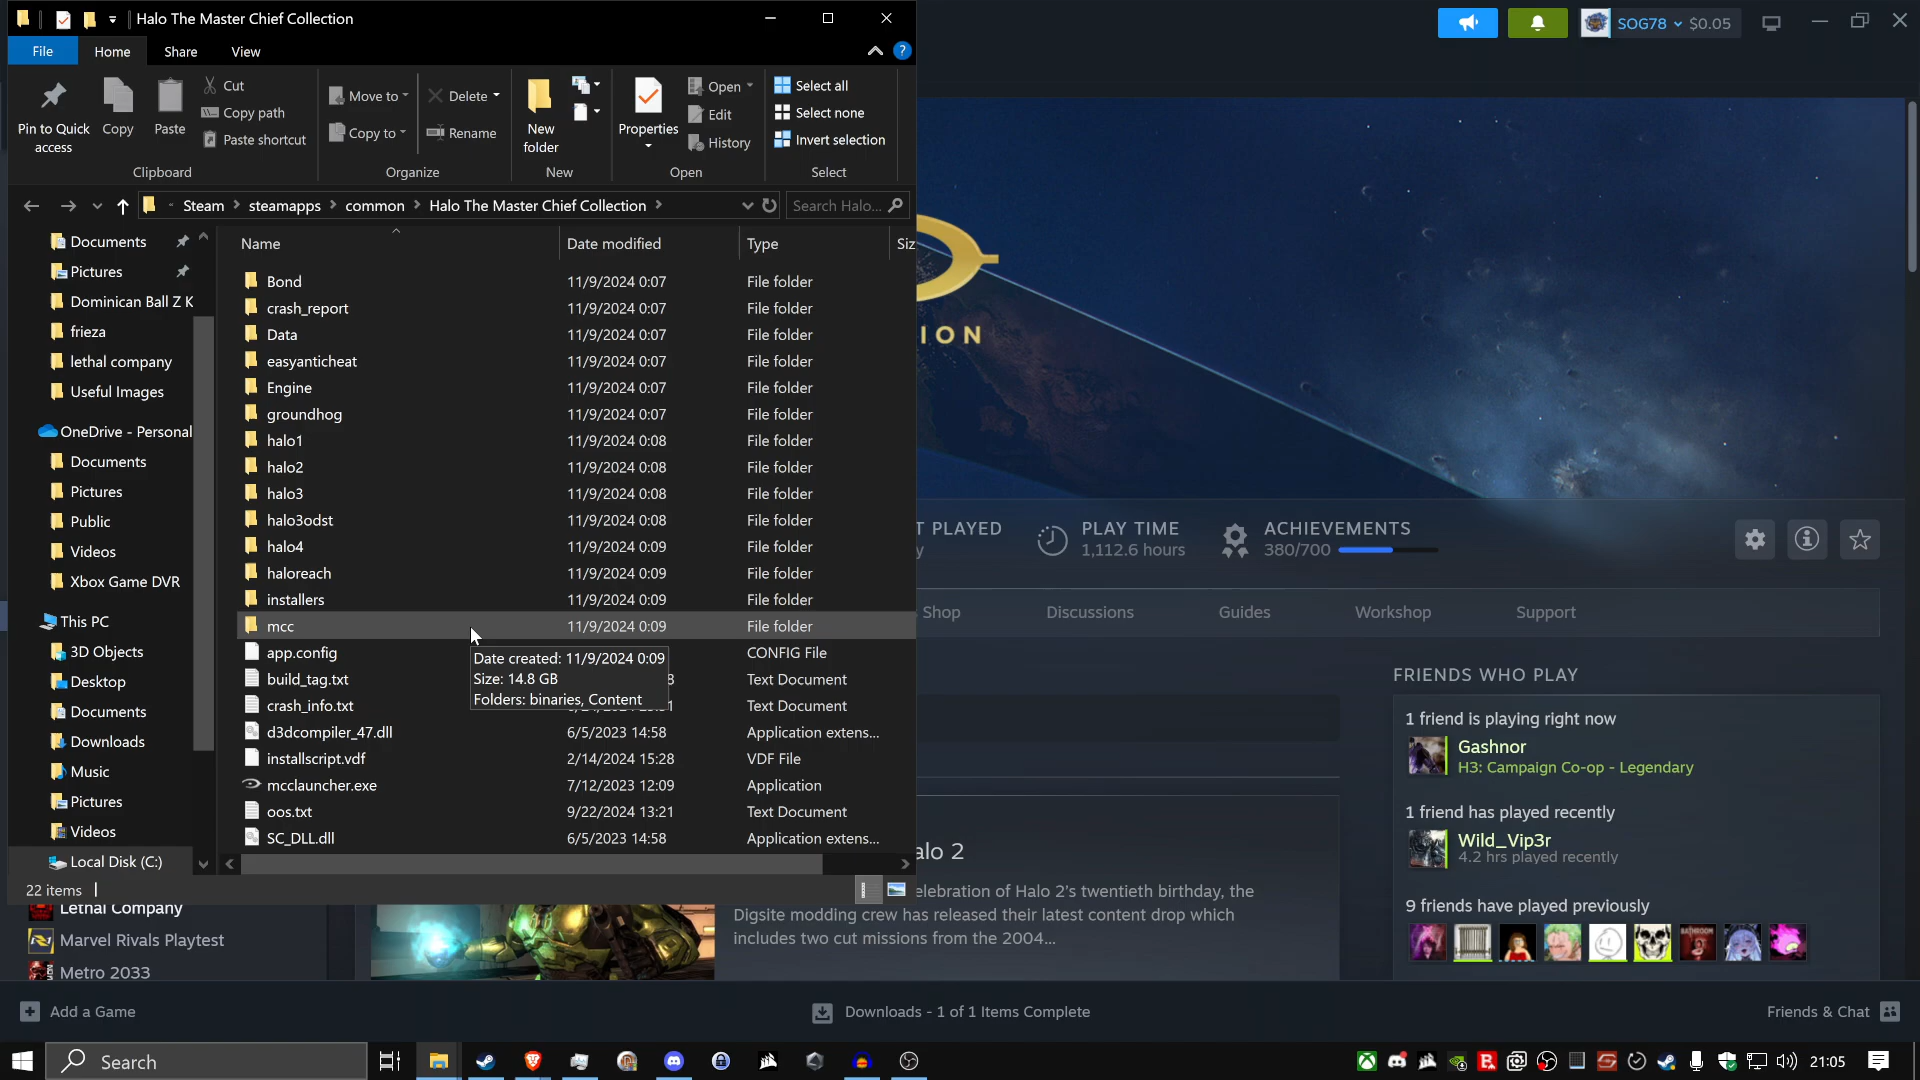 Halo The Master Chief Collection
File
Home
Share
View
Pin to Quick access
Copy
Paste
Cut
Copy path
Paste shortcut
Clipboard
Move to
Copy to
Delete
Rename
Organize
New folder
New
Properties
Open
Edit
History
Open
Select all
Select none
Invert selection
Select
Steam > steamapps > common > Halo The Master Chief Collection >
Search Halo...
SOG78 $0.05
Documents
Pictures
Dominican Ball Z K
frieza
lethal company
Useful Images
OneDrive - Personal
Documents
Pictures
Public
Videos
Xbox Game DVR
This PC
3D Objects
Desktop
Documents
Downloads
Music
Pictures
Videos
Local Disk (C:)
Name Date modified Type Siz
Bond 11/9/2024 0:07 File folder
crash_report 11/9/2024 0:07 File folder
Data 11/9/2024 0:07 File folder
easyanticheat 11/9/2024 0:07 File folder
Engine 11/9/2024 0:07 File folder
groundhog 11/9/2024 0:07 File folder
halo1 11/9/2024 0:08 File folder
halo2 11/9/2024 0:08 File folder
halo3 11/9/2024 0:08 File folder
halo3odst 11/9/2024 0:08 File folder
halo4 11/9/2024 0:09 File folder
haloreach 11/9/2024 0:09 File folder
installers 11/9/2024 0:09 File folder
mcc 11/9/2024 0:09 File folder
app.config CONFIG File
build_tag.txt 8 Text Document
crash_info.txt Text Document
d3dcompiler_47.dll 6/5/2023 14:58 Application extens...
installscript.vdf 2/14/2024 15:28 VDF File
mcclauncher.exe 7/12/2023 12:09 Application
oos.txt 9/22/2024 13:21 Text Document
SC_DLL.dll 6/5/2023 14:58 Application extens...
Date created: 11/9/2024 0:09
Size: 14.8 GB
Folders: binaries, Content
22 items
ION
T PLAYED
y
PLAY TIME
1,112.6 hours
ACHIEVEMENTS
380/700
Shop
Discussions
Guides
Workshop
Support
FRIENDS WHO PLAY
1 friend is playing right now
Gashnor
H3: Campaign Co-op - Legendary
1 friend has played recently
Wild_Vip3r
4.2 hrs played recently
9 friends have played previously
BATHROOM
alo 2
elebration of Halo 2's twentieth birthday, the
Digsite modding crew has released their latest content drop which
includes two cut missions from the 2004...
Lethal Company
Marvel Rivals Playtest
Metro 2033
Add a Game
Downloads - 1 of 1 Items Complete
Friends & Chat
Search
21:05